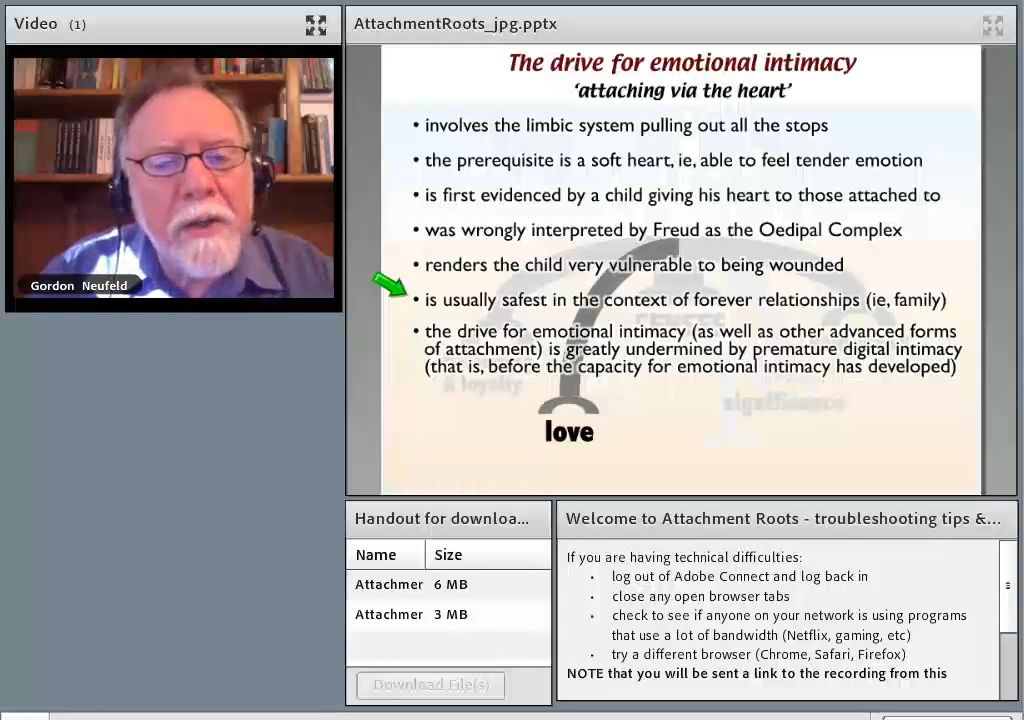 Video (1)
Gordon Neufeld
AttachmentRoots_jpg.pptx
The drive for emotional intimacy
'attaching via the heart'
• involves the limbic system pulling out all the stops
• the prerequisite is a soft heart, ie, able to feel tender emotion
• is first evidenced by a child giving his heart to those attached to
• was wrongly interpreted by Freud as the Oedipal Complex
• renders the child very vulnerable to being wounded
• is usually safest in the context of forever relationships (ie, family)
• the drive for emotional intimacy (as well as other advanced forms
of attachment) is greatly undermined by premature digital intimacy
(that is, before the capacity for emotional intimacy has developed)
senses
& loyalty
significance
love
Handout for downloa...
Name Size
Attachmer 6 MB
Attachmer 3 MB
Download File(s)
Welcome to Attachment Roots - troubleshooting tips &...
If you are having technical difficulties:
• log out of Adobe Connect and log back in
• close any open browser tabs
• check to see if anyone on your network is using programs
that use a lot of bandwidth (Netflix, gaming, etc)
• try a different browser (Chrome, Safari, Firefox)
NOTE that you will be sent a link to the recording from this